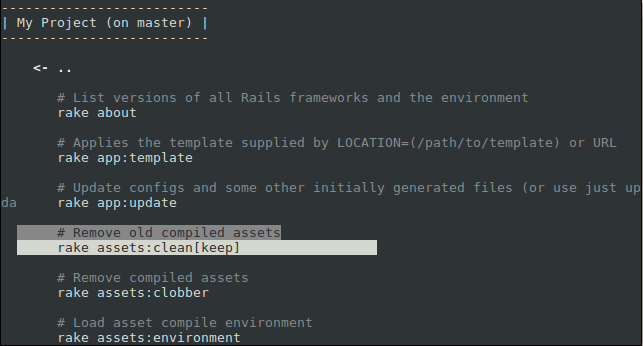 --------------------------
| My Project (on master) |
--------------------------
<- ..
# List versions of all Rails frameworks and the environment
rake about
# Applies the template supplied by LOCATION=(/path/to/template) or URL
rake app:template
# Update configs and some other initially generated files (or use just up
da     rake app:update
# Remove old compiled assets
rake assets:clean[keep]
# Remove compiled assets
rake assets:clobber
# Load asset compile environment
rake assets:environment